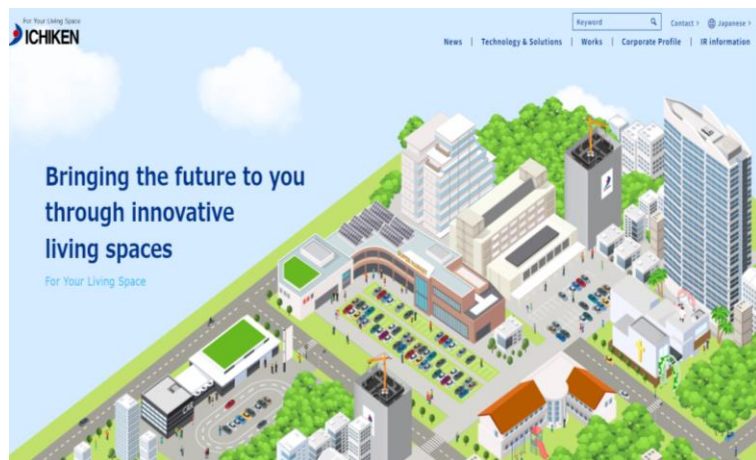 For Your Living Space
ICHIKEN
Keyword
Contact >
Japanese >
News | Technology & Solutions | Works | Corporate Profile | IR information
Bringing the future to you
through innovative
living spaces
For Your Living Space